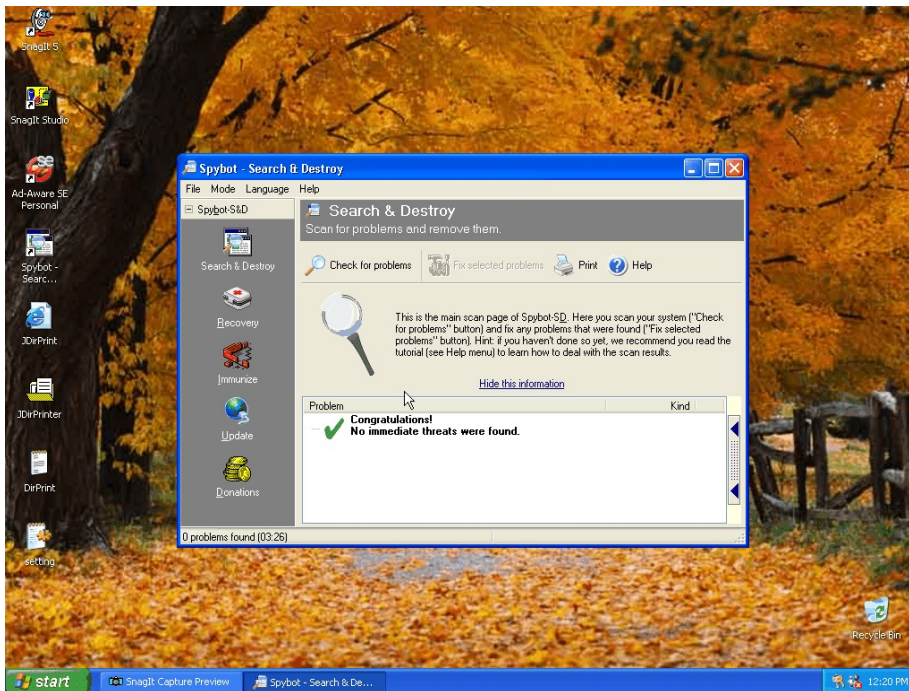 SnagIt 5
SnagIt Studio
Ad-Aware SE
Personal
Spybot -
Searc...
JDirPrint
JDirPrinter
DirPrint
setting
Spybot - Search & Destroy
File Mode Language Help
Spybot-S&D
Search & Destroy
Recovery
Immunize
Update
Donations
Search & Destroy
Scan for problems and remove them.
Check for problems Fix selected problems Print Help
This is the main scan page of Spybot-SD. Here you scan your system ("Check
for problems" button) and fix any problems that were found ("Fix selected
problems" button). Hint: if you haven't done so yet, we recommend you read the
tutorial (see Help menu) to learn how to deal with the scan results.
Hide this information
Problem Kind
Congratulations!
No immediate threats were found.
0 problems found (03:26)
Recycle Bin
start SnagIt Capture Preview Spybot - Search & De... 12:20 PM